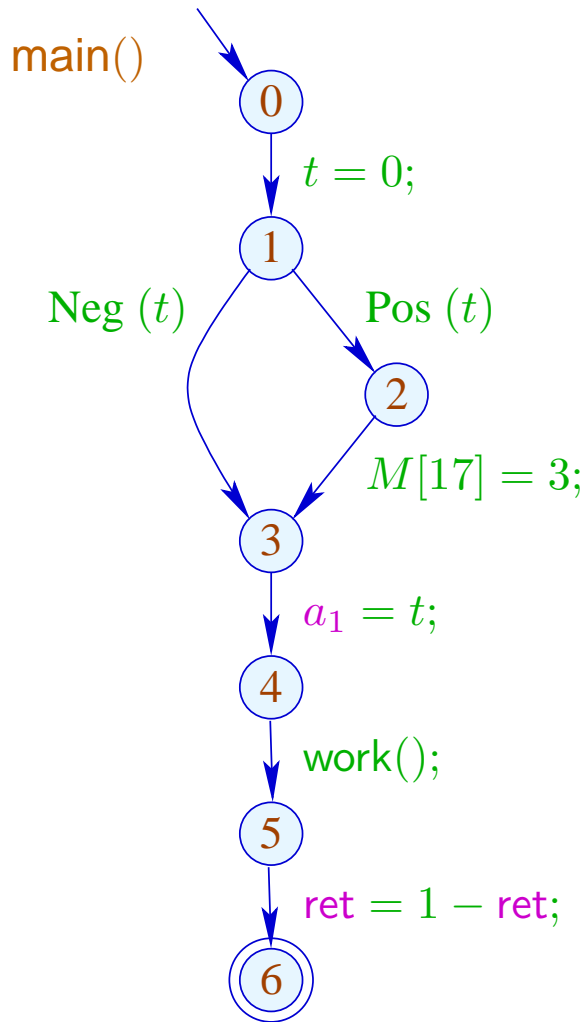 main()
0
t = 0;
1
Neg (t) Pos (t)
2
M[17] = 3;
3
a₁ = t;
4
work();
5
ret = 1 − ret;
6